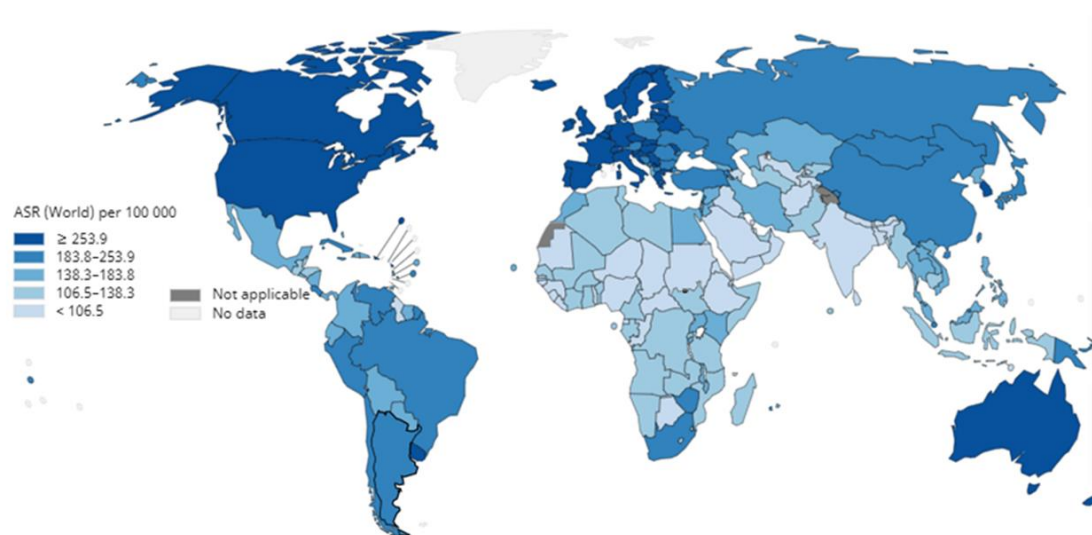 ASR (World) per 100 000
≥ 253.9
183.8–253.9
138.3–183.8
106.5–138.3
< 106.5
Not applicable
No data